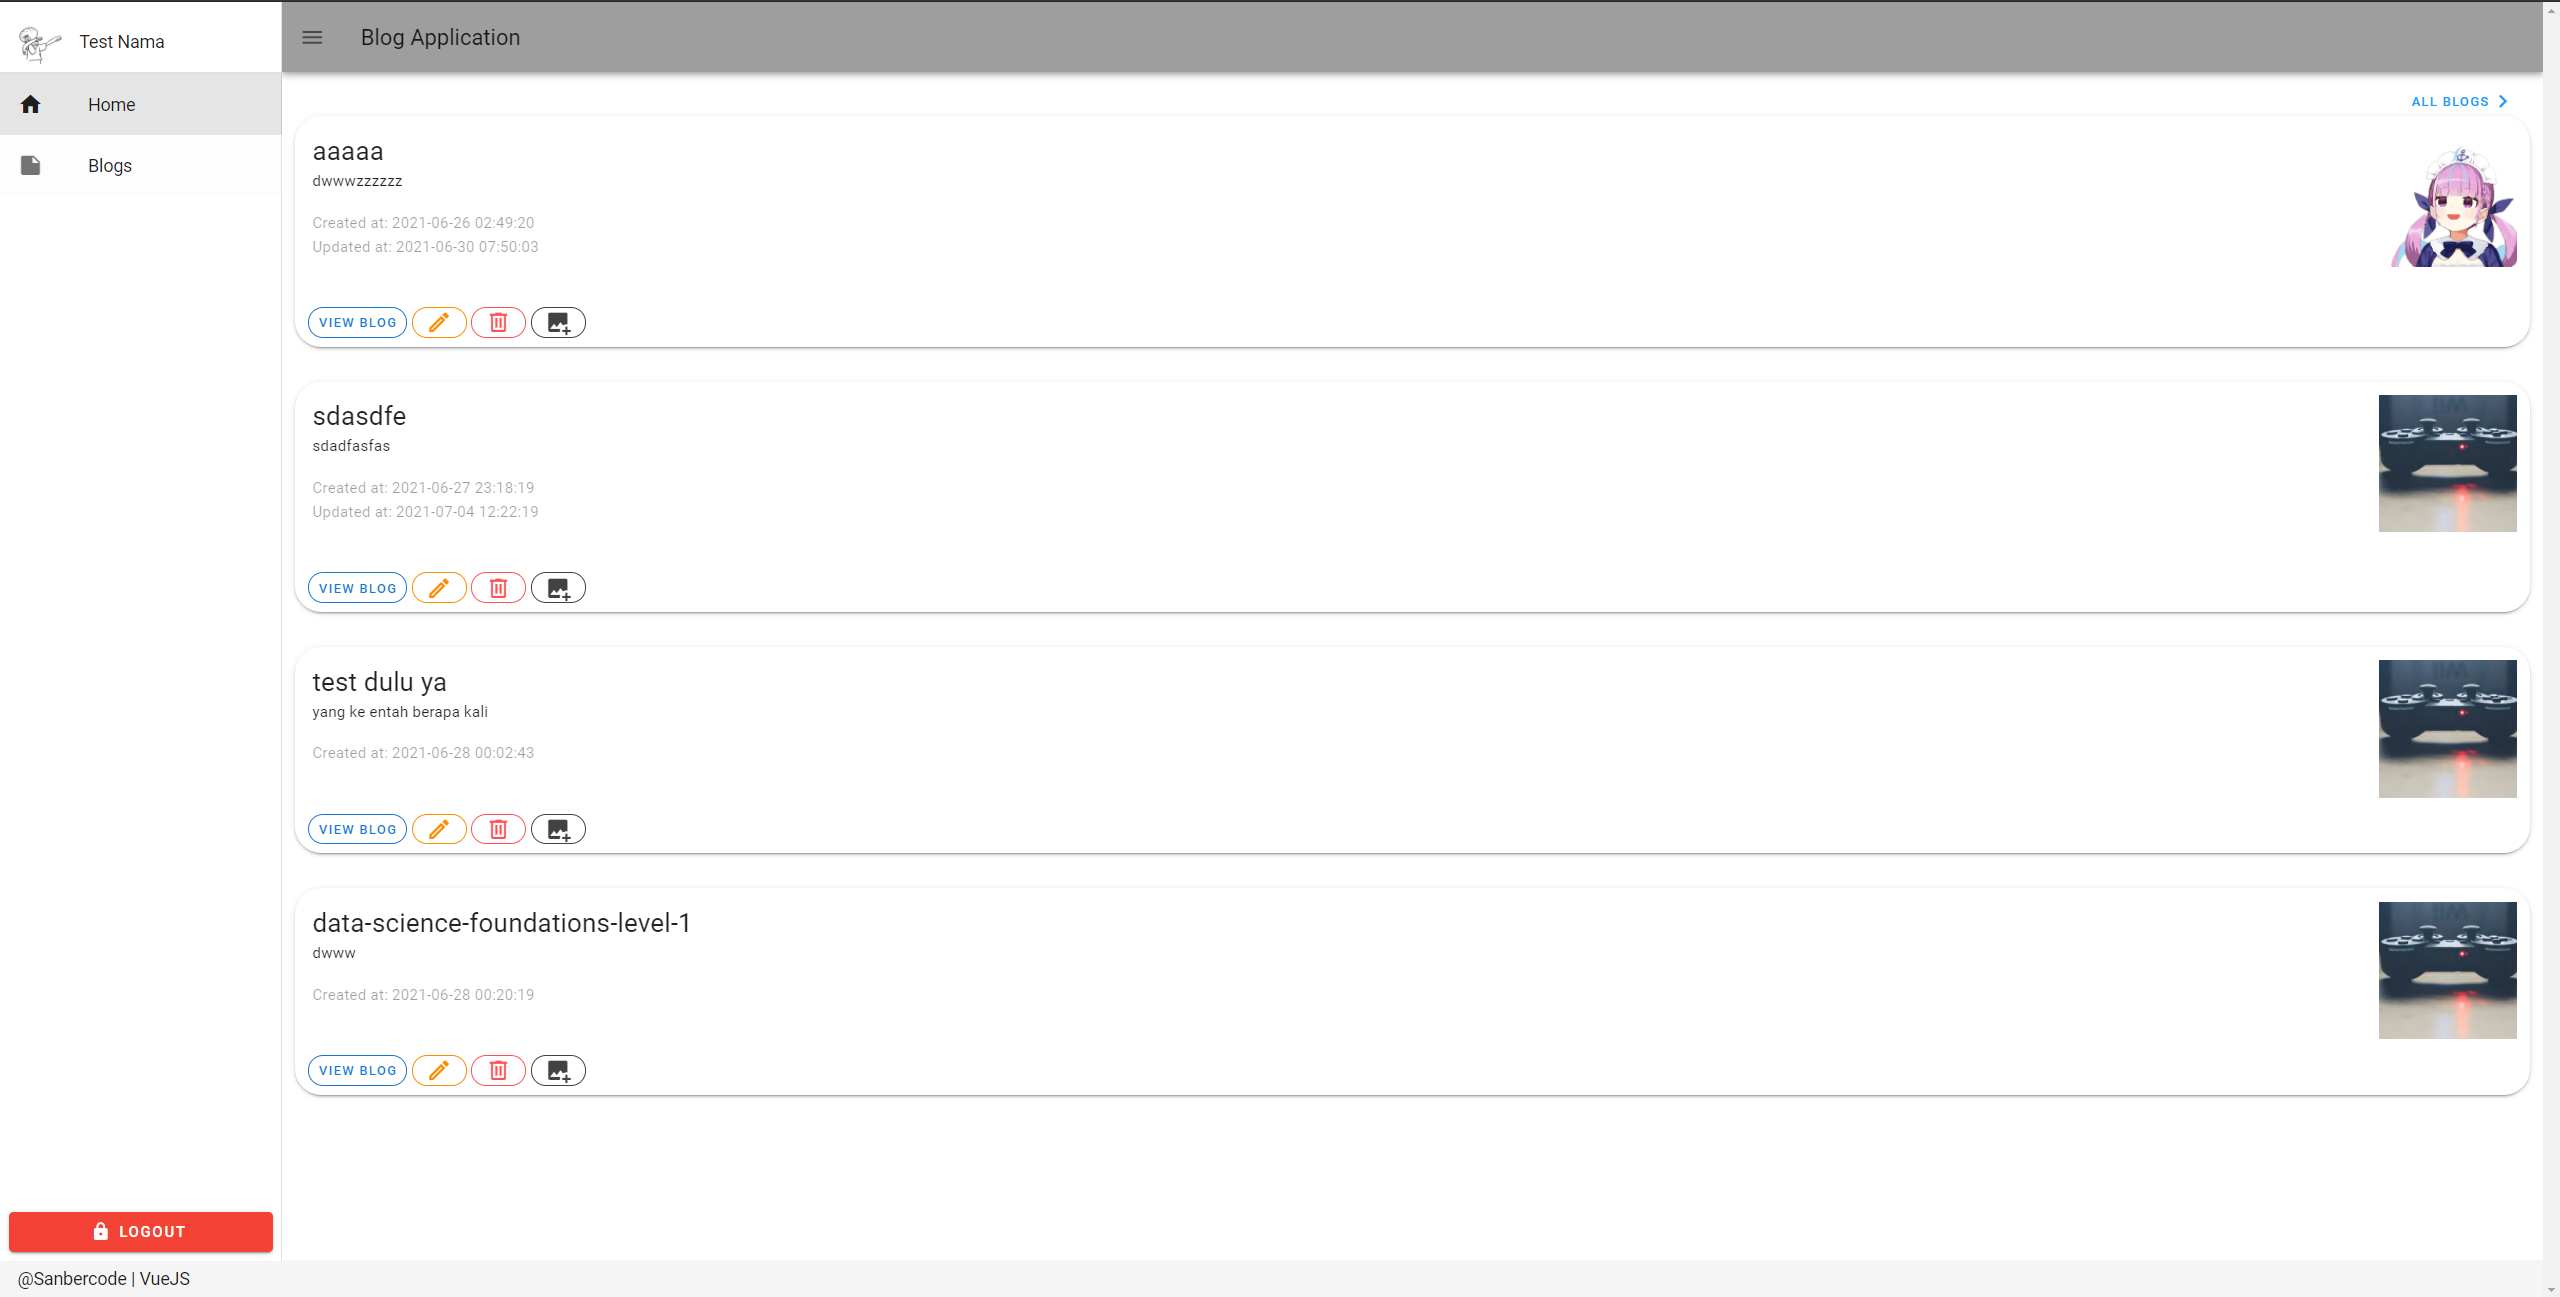 Test Nama
Home
Blogs
LOGOUT
Blog Application
ALL BLOGS
aaaaa
dwwwzzzzzz
Created at: 2021-06-26 02:49:20
Updated at: 2021-06-30 07:50:03
VIEW BLOG
sdasdfe
sdadfasfas
Created at: 2021-06-27 23:18:19
Updated at: 2021-07-04 12:22:19
VIEW BLOG
test dulu ya
yang ke entah berapa kali
Created at: 2021-06-28 00:02:43
VIEW BLOG
data-science-foundations-level-1
dwww
Created at: 2021-06-28 00:20:19
VIEW BLOG
@Sanbercode | VueJS